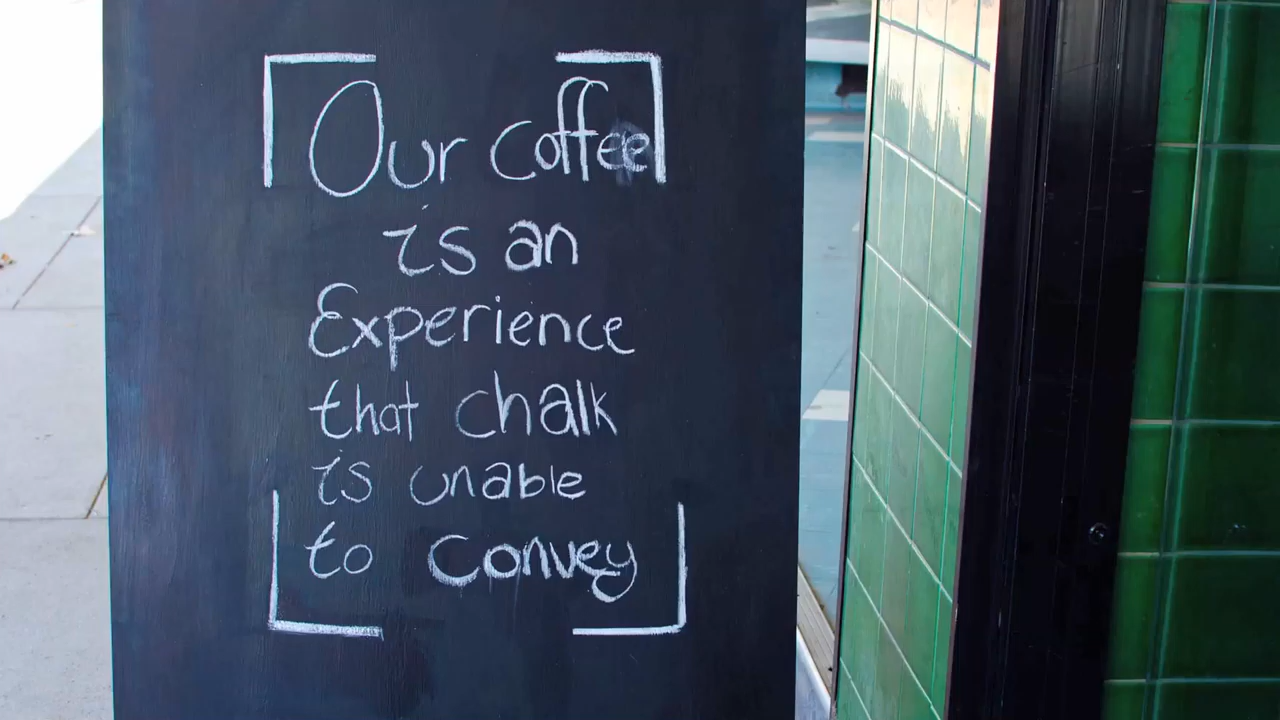 Our coffee
is an
Experience
that chalk
is unable
to convey